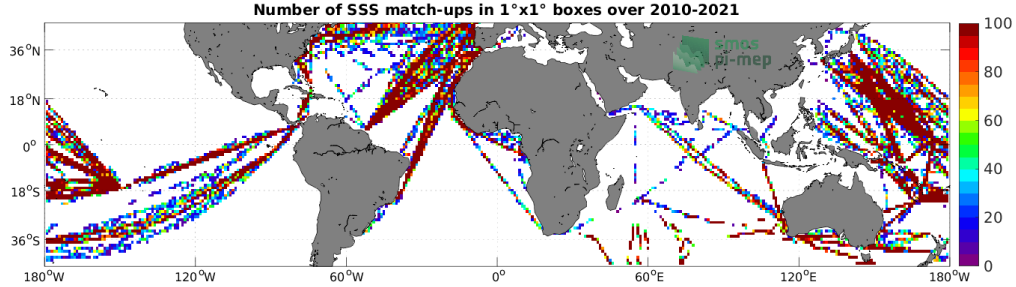 Number of SSS match-ups in 1°x1° boxes over 2010-2021
smos
pi-mep
36°N
18°N
0°
18°S
36°S
180°W
120°W
60°W
0°
60°E
120°E
180°W
100
80
60
40
20
0